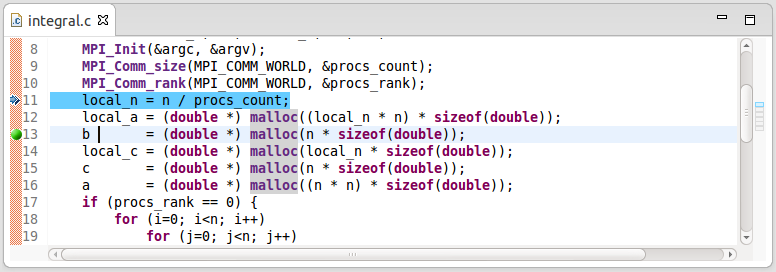 integral.c
8 MPI_Init(&argc, &argv);
9 MPI_Comm_size(MPI_COMM_WORLD, &procs_count);
10 MPI_Comm_rank(MPI_COMM_WORLD, &procs_rank);
11 local_n = n / procs_count;
12 local_a = (double *) malloc((local_n * n) * sizeof(double));
13 b = (double *) malloc(n * sizeof(double));
14 local_c = (double *) malloc(local_n * sizeof(double));
15 c = (double *) malloc(n * sizeof(double));
16 a = (double *) malloc((n * n) * sizeof(double));
17 if (procs_rank == 0) {
18 for (i=0; i<n; i++)
19 for (j=0; j<n; j++)